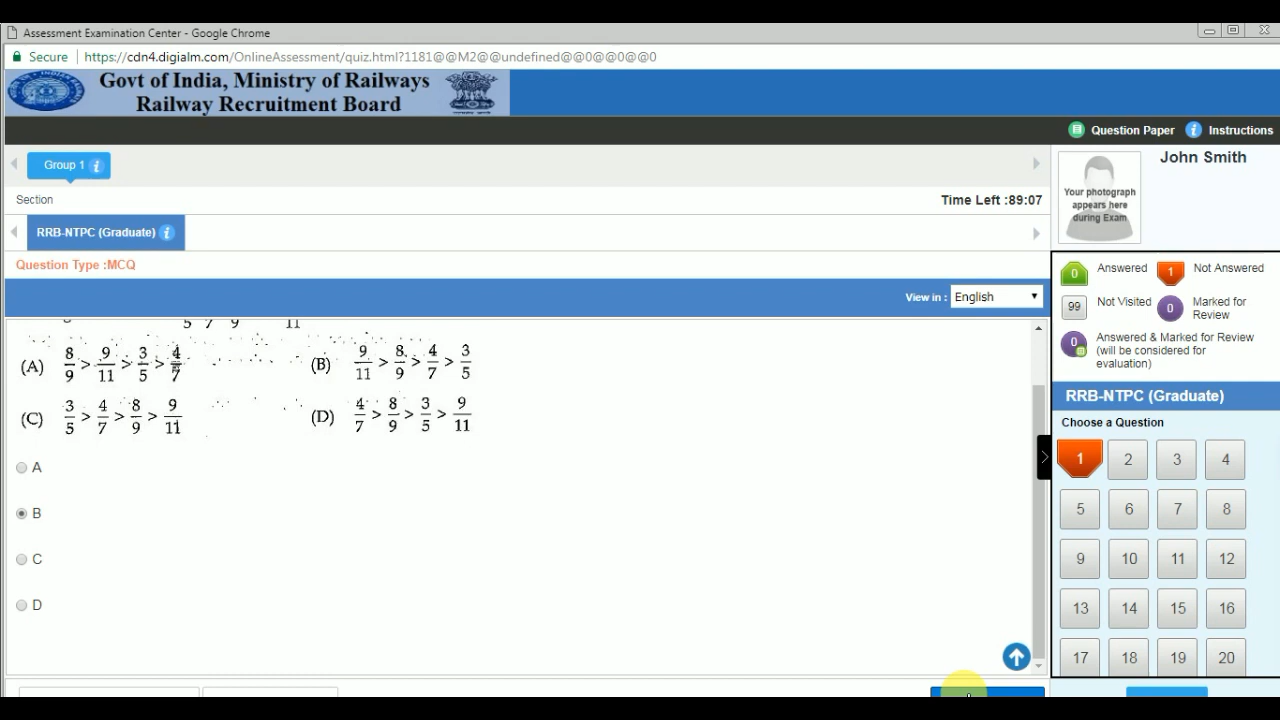 Assessment Examination Center - Google Chrome
Secure https://cdn4.digialm.com/OnlineAssessment/quiz.html?1181@@M2@@undefined@@0@@0@@0
Govt of India, Ministry of Railways
Railway Recruitment Board
Question Paper Instructions
Group 1
John Smith
Your photograph
appears here
during Exam
Section
Time Left :89:07
RRB-NTPC (Graduate)
Question Type :MCQ
View in : English
0 Answered 1 Not Answered
99 Not Visited 0 Marked for
Review
0 Answered & Marked for Review
(will be considered for
evaluation)
5 7 9 11
(A) 8/9 > 9/11 > 3/5 > 4/7 (B) 9/11 > 8/9 > 4/7 > 3/5
(C) 3/5 > 4/7 > 8/9 > 9/11 (D) 4/7 > 8/9 > 3/5 > 9/11
A
B
C
D
RRB-NTPC (Graduate)
Choose a Question
1 2 3 4
5 6 7 8
9 10 11 12
13 14 15 16
17 18 19 20